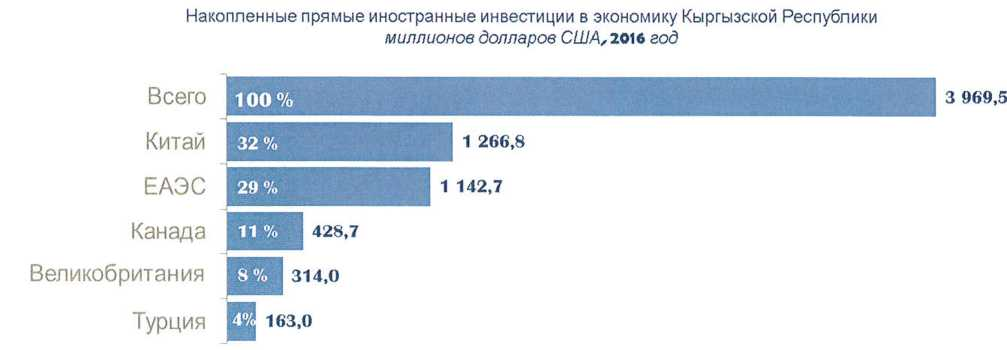 Накопленные прямые иностранные инвестиции в экономику Кыргызской Республики
миллионов долларов США, 2016 год
Всего 100 % 3 969,5
Китай 32 % 1 266,8
ЕАЭС 29 % 1 142,7
Канада 11 % 428,7
Великобритания 8 % 314,0
Турция 4% 163,0